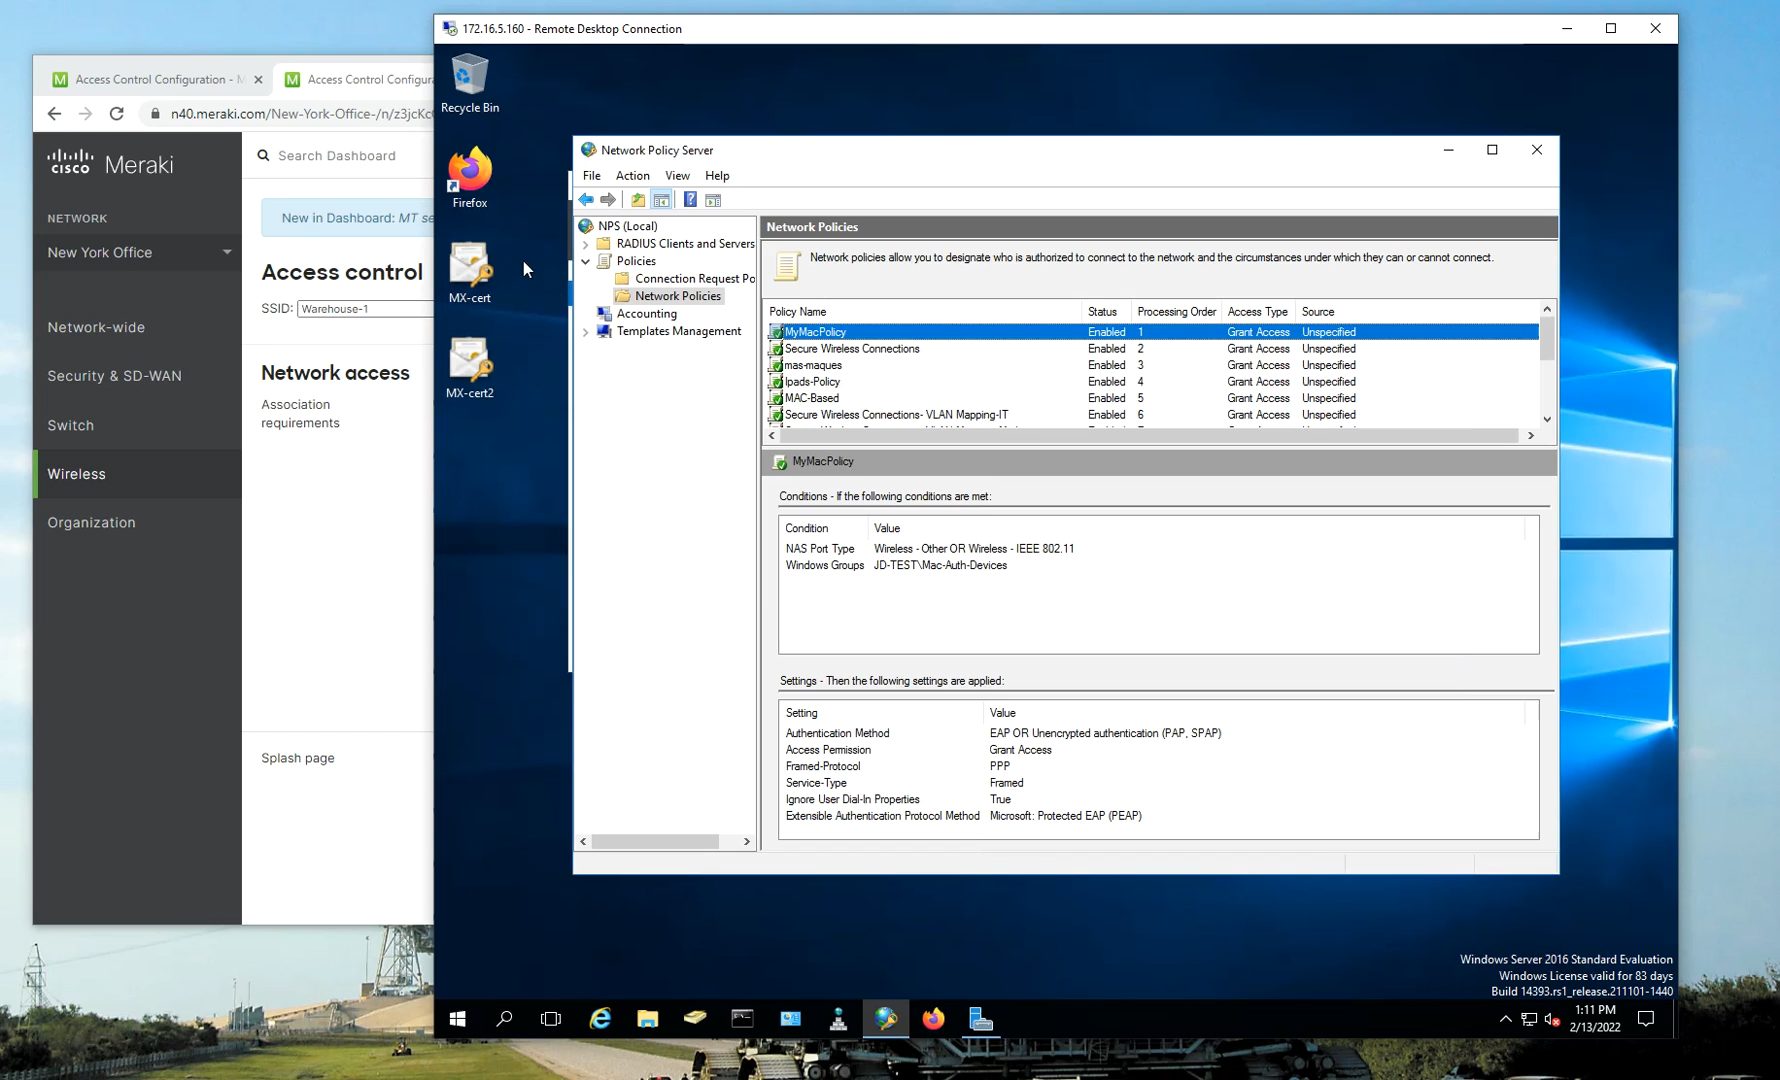 172.16.5.160 - Remote Desktop Connection
Access Control Configuration - M
Access Control Configura
n40.meraki.com/New-York-Office-/n/z3jcKc
cisco Meraki
Search Dashboard
NETWORK
New York Office
Network-wide
Security & SD-WAN
Switch
Wireless
Organization
New in Dashboard: MT se
Access control
SSID: Warehouse-1
Network access
Association
requirements
Splash page
Recycle Bin
Firefox
MX-cert
MX-cert2
Network Policy Server
File Action View Help
NPS (Local)
RADIUS Clients and Servers
Policies
Connection Request Po
Network Policies
Accounting
Templates Management
Network Policies
Network policies allow you to designate who is authorized to connect to the network and the circumstances under which they can or cannot connect.
Policy Name Status Processing Order Access Type Source
MyMacPolicy Enabled 1 Grant Access Unspecified
Secure Wireless Connections Enabled 2 Grant Access Unspecified
mas-maques Enabled 3 Grant Access Unspecified
Ipads-Policy Enabled 4 Grant Access Unspecified
MAC-Based Enabled 5 Grant Access Unspecified
Secure Wireless Connections- VLAN Mapping-IT Enabled 6 Grant Access Unspecified
MyMacPolicy
Conditions - If the following conditions are met:
Condition Value
NAS Port Type Wireless - Other OR Wireless - IEEE 802.11
Windows Groups JD-TEST\Mac-Auth-Devices
Settings - Then the following settings are applied:
Setting Value
Authentication Method EAP OR Unencrypted authentication (PAP, SPAP)
Access Permission Grant Access
Framed-Protocol PPP
Service-Type Framed
Ignore User Dial-In Properties True
Extensible Authentication Protocol Method Microsoft: Protected EAP (PEAP)
Windows Server 2016 Standard Evaluation
Windows License valid for 83 days
Build 14393.rs1_release.211101-1440
1:11 PM
2/13/2022